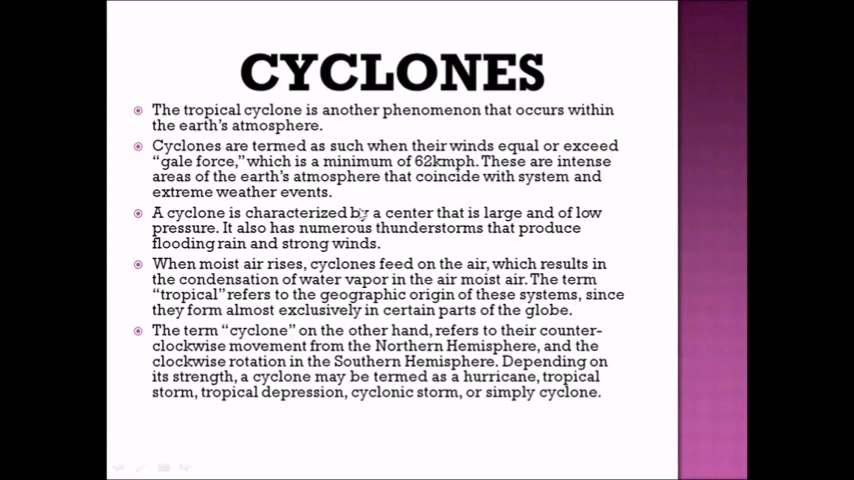 CYCLONES
The tropical cyclone is another phenomenon that occurs within
the earth's atmosphere.
Cyclones are termed as such when their winds equal or exceed
“gale force,” which is a minimum of 62kmph. These are intense
areas of the earth's atmosphere that coincide with system and
extreme weather events.
A cyclone is characterized by a center that is large and of low
pressure. It also has numerous thunderstorms that produce
flooding rain and strong winds.
When moist air rises, cyclones feed on the air, which results in
the condensation of water vapor in the air moist air. The term
“tropical” refers to the geographic origin of these systems, since
they form almost exclusively in certain parts of the globe.
The term “cyclone” on the other hand, refers to their counter-
clockwise movement from the Northern Hemisphere, and the
clockwise rotation in the Southern Hemisphere. Depending on
its strength, a cyclone may be termed as a hurricane, tropical
storm, tropical depression, cyclonic storm, or simply cyclone.